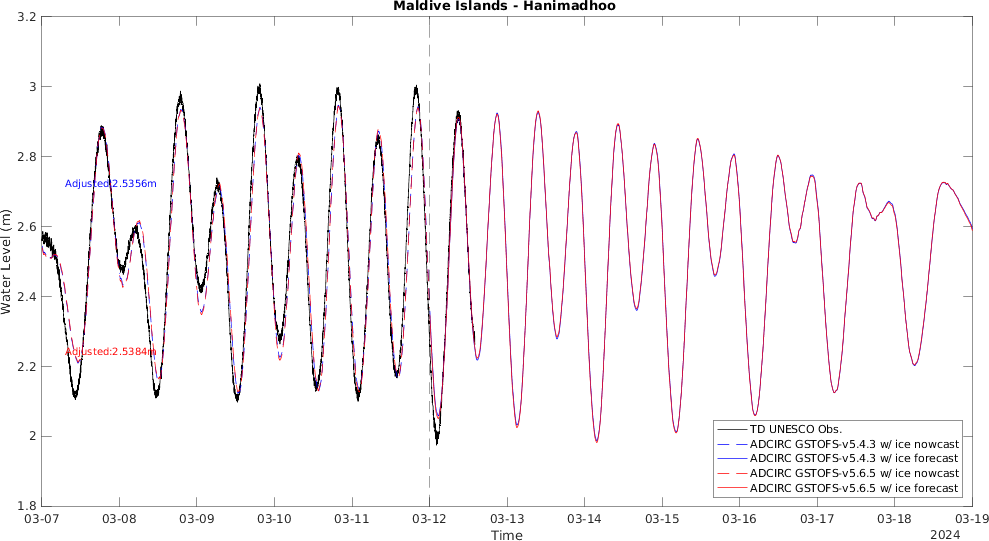 Maldive Islands - Hanimadhoo
3.2
3
2.8
2.6
2.4
2.2
2
1.8
Water Level (m)
Adjusted:2.5356m
Adjusted:2.5384m
TD UNESCO Obs.
ADCIRC GSTOFS-v5.4.3 w/ ice nowcast
ADCIRC GSTOFS-v5.4.3 w/ ice forecast
ADCIRC GSTOFS-v5.6.5 w/ ice nowcast
ADCIRC GSTOFS-v5.6.5 w/ ice forecast
03-07 03-08 03-09 03-10 03-11 03-12 03-13 03-14 03-15 03-16 03-17 03-18 03-19
Time
2024